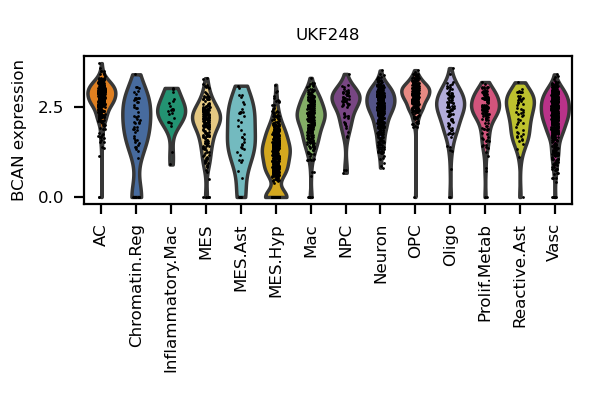 UKF248
BCAN expression
2.5
0.0
AC
Chromatin.Reg
Inflammatory.Mac
MES
MES.Ast
MES.Hyp
Mac
NPC
Neuron
OPC
Oligo
Prolif.Metab
Reactive.Ast
Vasc